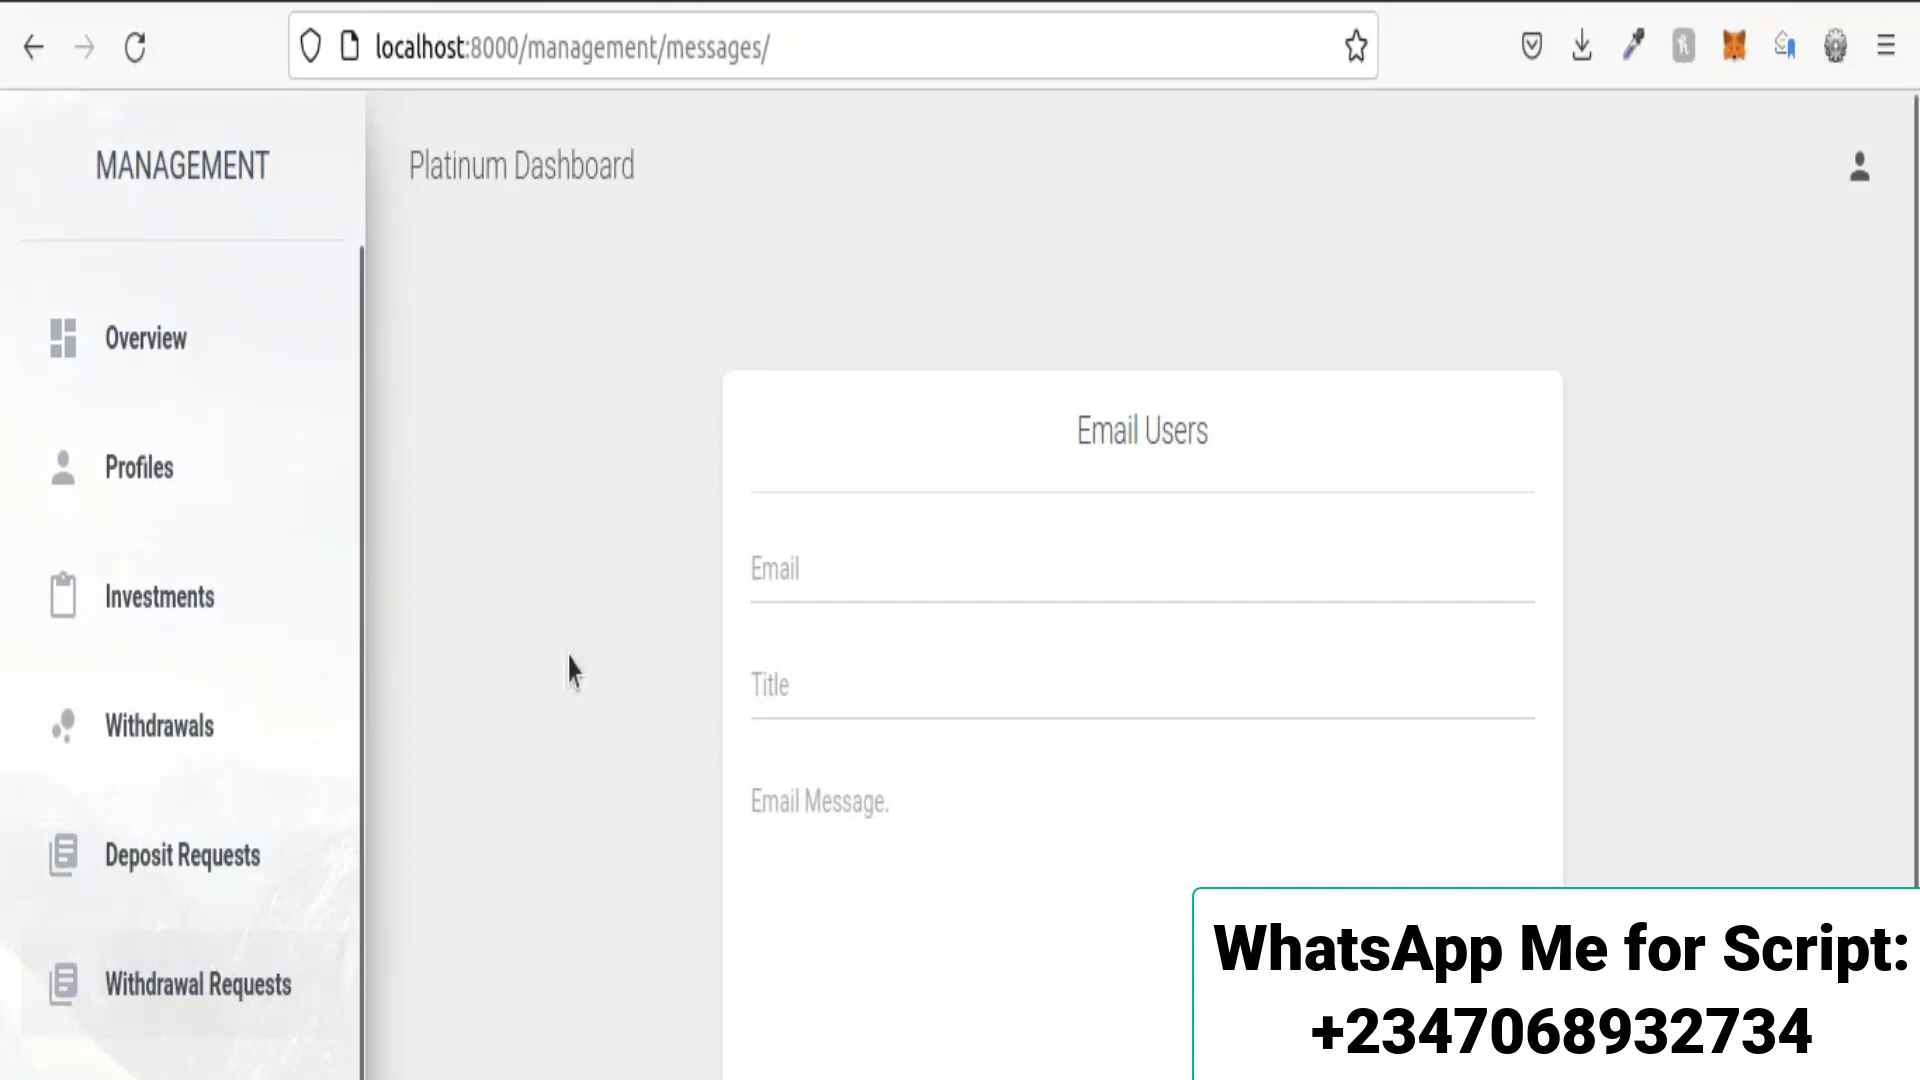 localhost:8000/management/messages/
MANAGEMENT
Platinum Dashboard
Overview
Profiles
Investments
Withdrawals
Deposit Requests
Withdrawal Requests
Email Users
Email
Title
Email Message.
WhatsApp Me for Script:
+2347068932734